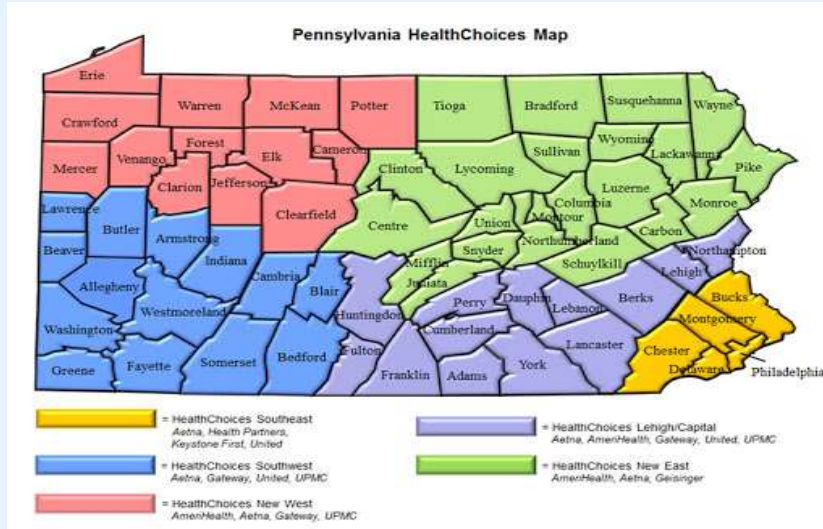 Pennsylvania HealthChoices Map
Erie
Warren McKean Potter Tioga Bradford Susquehanna Wayne
Crawford
Forest Wyoming
Mercer Venango Elk Cameron Clinton Lycoming Sullivan Lackawanna Pike
Clarion Jefferson Luzerne
Clearfield Columbia Monroe
Lawrence Butler Centre Union Montour Carbon
Armstrong Snyder Northumberland Northampton
Beaver Indiana Mifflin Schuylkill Lehigh
Cambria Blair Juniata
Allegheny Huntingdon Perry Dauphin Lebanon Berks Bucks
Westmoreland Montgomery
Washington Cumberland
Fulton Lancaster Chester
Greene Fayette Somerset Bedford Franklin Adams York Delaware
Philadelphia
= HealthChoices Southeast
Aetna, Health Partners,
Keystone First, United
= HealthChoices Southwest
Aetna, Gateway, United, UPMC
= HealthChoices New West
AmeriHealth, Aetna, Gateway, UPMC
= HealthChoices Lehigh/Capital
Aetna, AmeriHealth, Gateway, United, UPMC
= HealthChoices New East
AmeriHealth, Aetna, Geisinger